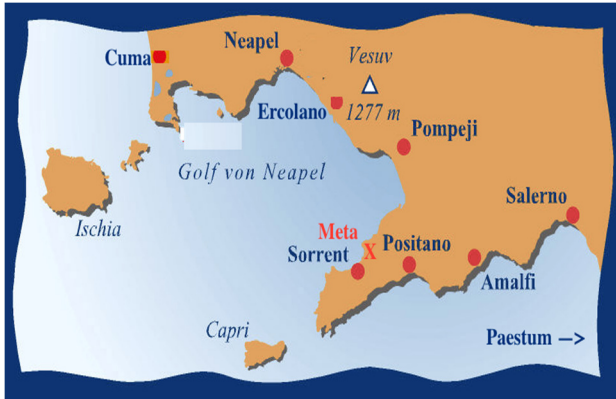 Neapel
Vesuv
Cuma
Ercolano
1277 m
Pompeji
Golf von Neapel
Salerno
Ischia
Meta
Sorrent
X
Positano
Amalfi
Capri
Paestum —>